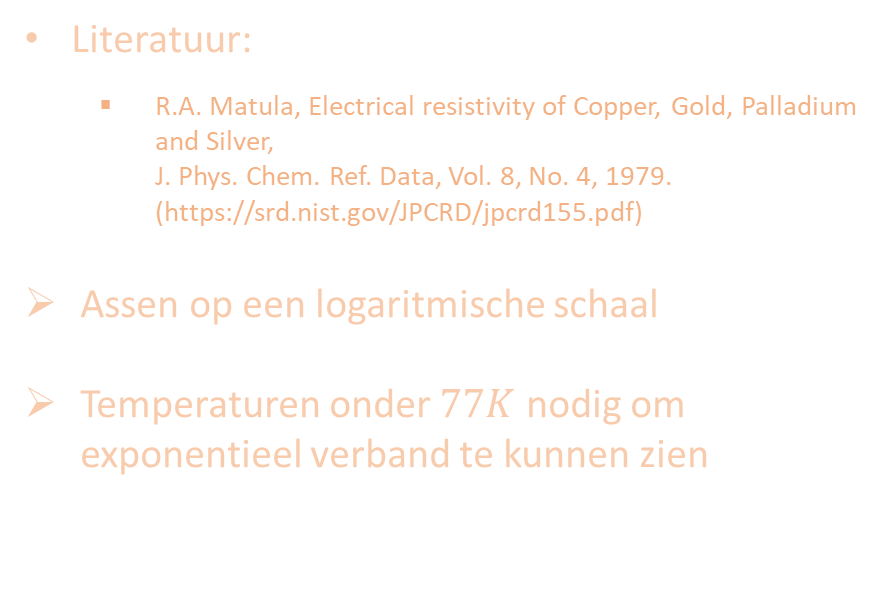 • Literatuur:
▪ R.A. Matula, Electrical resistivity of Copper, Gold, Palladium
and Silver,
J. Phys. Chem. Ref. Data, Vol. 8, No. 4, 1979.
(https://srd.nist.gov/JPCRD/jpcrd155.pdf)
➢ Assen op een logaritmische schaal
➢ Temperaturen onder 77K nodig om
exponentieel verband te kunnen zien